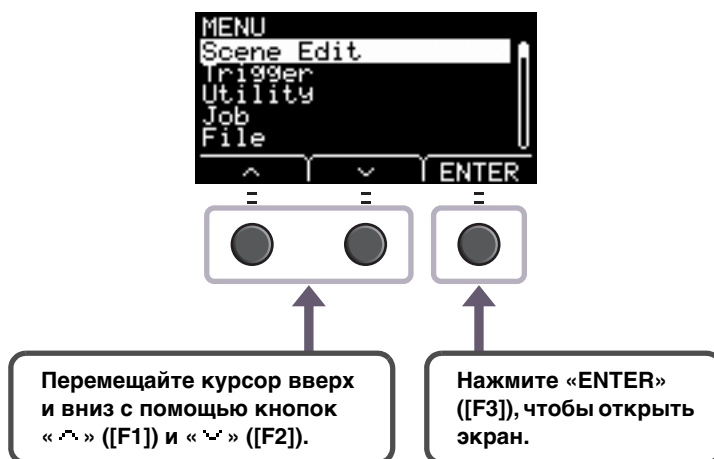 MENU
Scene Edit
Trigger
Utility
Job
File
^ v ENTER
Перемещайте курсор вверх
и вниз с помощью кнопок
« ^ » ([F1]) и « v » ([F2]).
Нажмите «ENTER»
([F3]), чтобы открыть
экран.